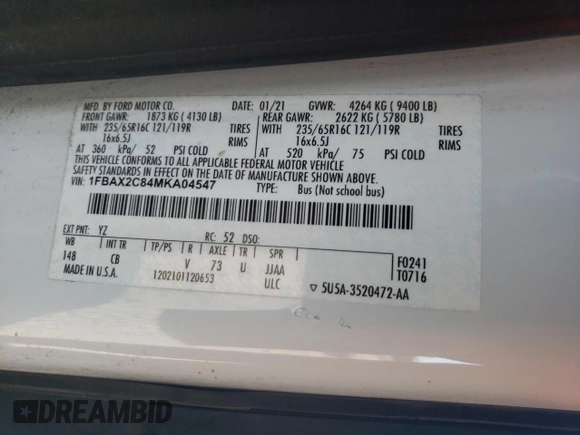 MFD. BY FORD MOTOR CO.
DATE: 01/21 GVWR: 4264 KG ( 9400 LB)
FRONT GAWR: 1873 KG ( 4130 LB)
REAR GAWR: 2622 KG ( 5780 LB)
WITH 235/65R16C 121/119R TIRES
WITH 235/65R16C 121/119R TIRES
16x6.5J RIMS
16x6.5J RIMS
AT 360 kPa/ 52 PSI COLD
AT 520 kPa/ 75 PSI COLD
THIS VEHICLE CONFORMS TO ALL APPLICABLE FEDERAL MOTOR VEHICLE
SAFETY STANDARDS IN EFFECT ON THE DATE OF MANUFACTURE SHOWN ABOVE.
VIN: 1FBAX2C84MKA04547
TYPE: Bus (Not school bus)
EXT PNT: YZ RC: 52 DSO:
WB INT TR TP/PS R AXLE TR SPR
148 CB V 73 U JJAA
F0241
T0716
MADE IN U.S.A. 1202101120653 ULC
▽ 5U5A-3520472-AA
DREAMBID